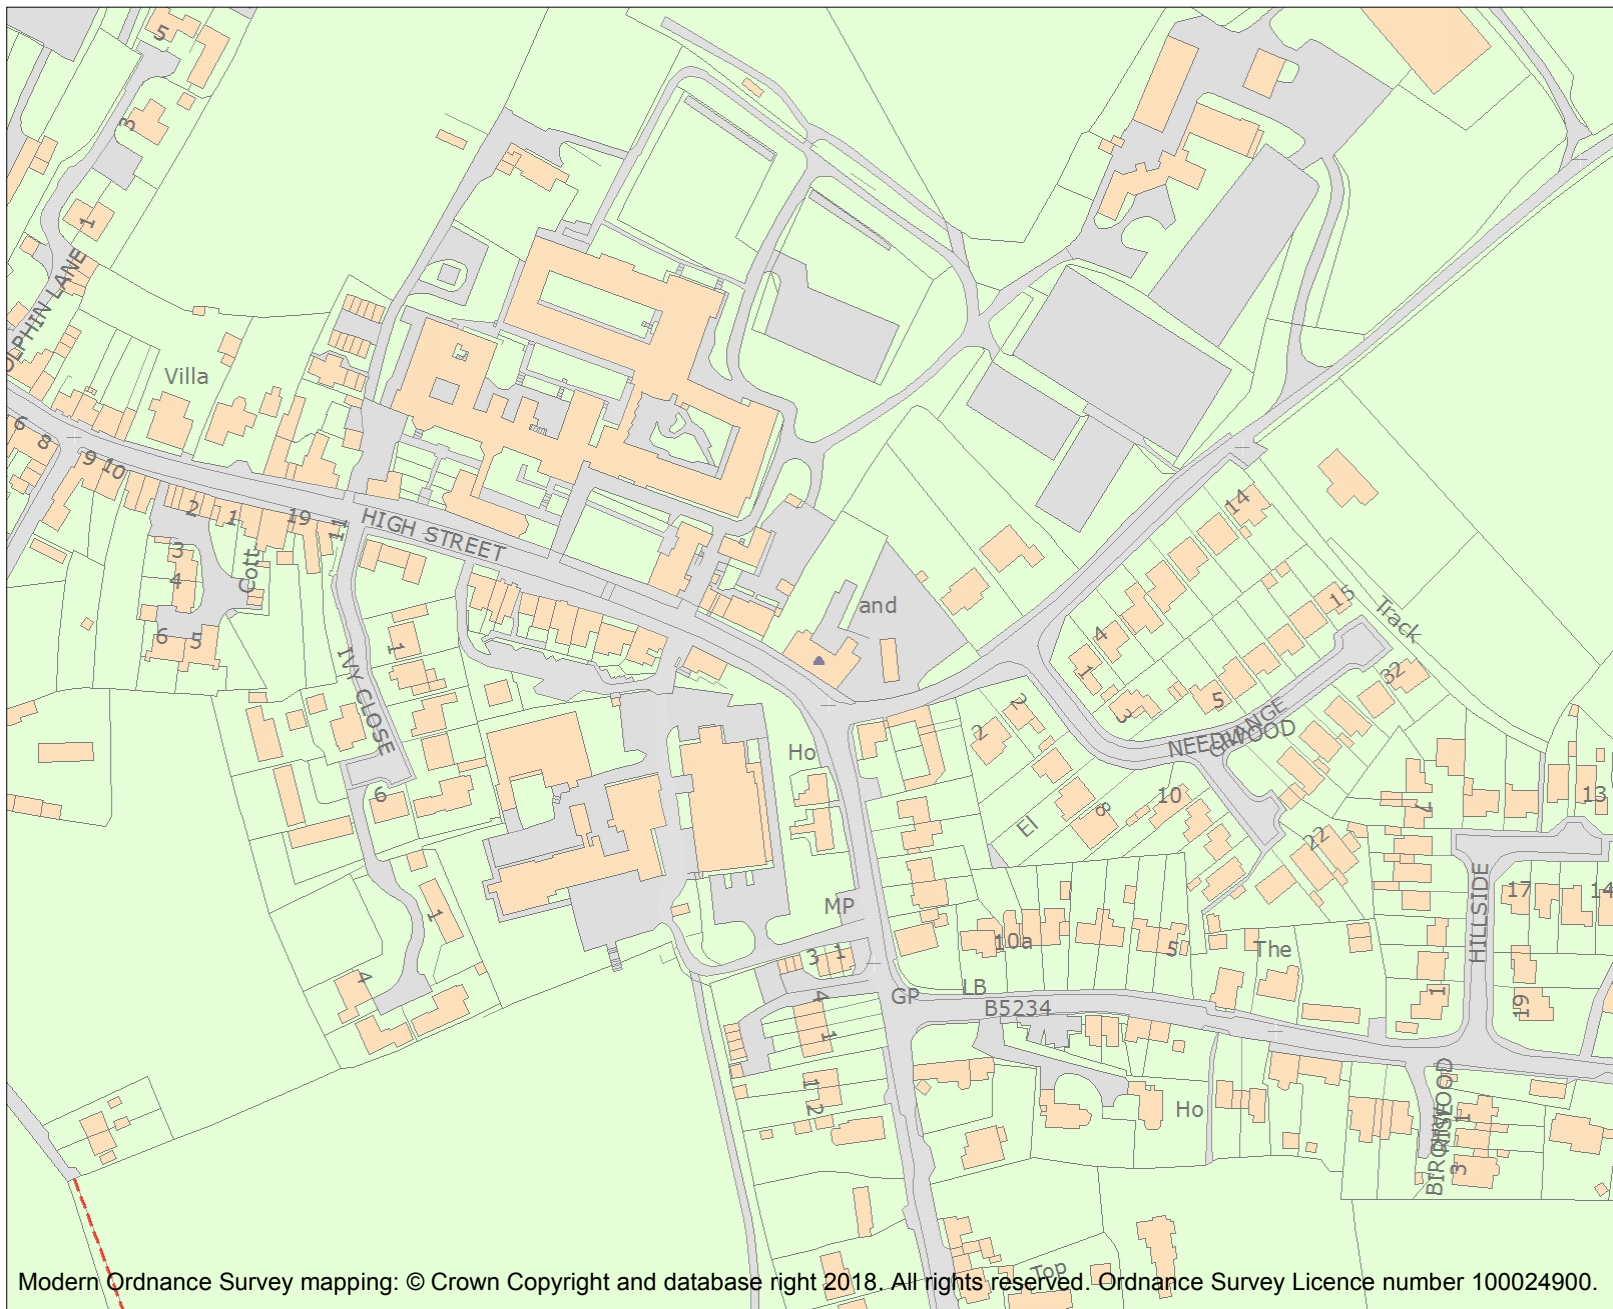 5
3
1
DOLPHIN LANE
Villa
6
8
9 10
2
1
19
11
HIGH STREET
3
4
Cott
6
5
IVY CLOSE
1
6
1
4
and
14
4
1
3
5
15
Track
32
NEEDWOOD
GRANGE
2
2
Ho
El
8
10
22
7
13
HILLSIDE
17
14
MP
10a
5
The
3 1
GP
LB
B5234
1
19
4
1
1
2
Ho
BIRCHWOOD
RISE
1
3
Top
Modern Ordnance Survey mapping: © Crown Copyright and database right 2018. All rights reserved. Ordnance Survey Licence number 100024900.